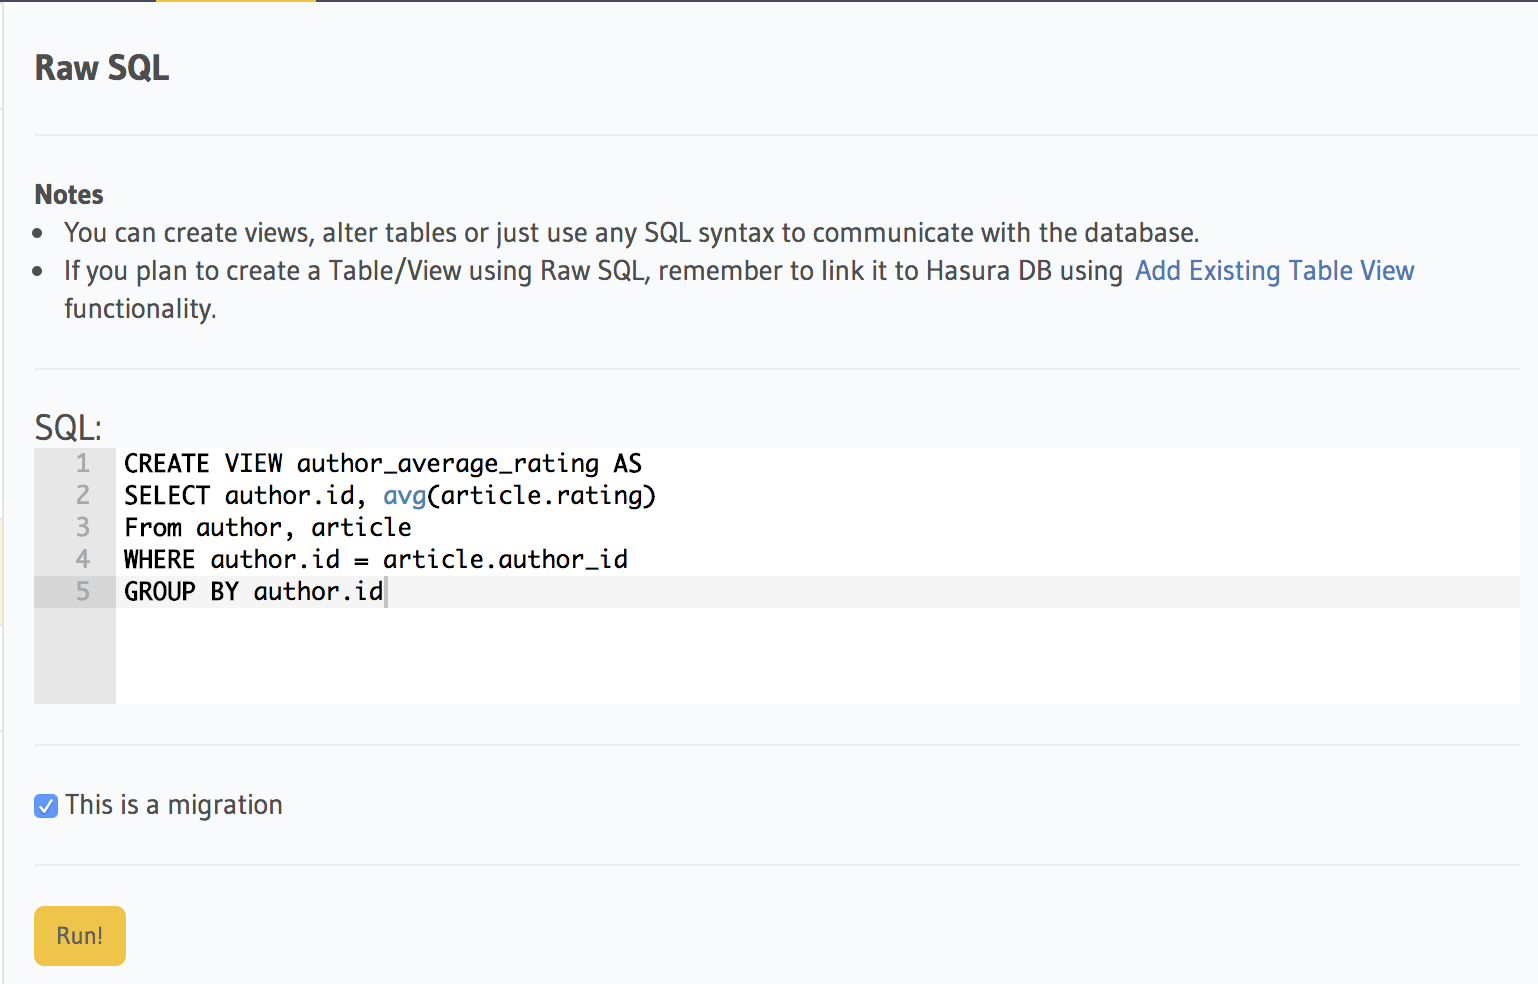 Raw SQL
Notes
You can create views, alter tables or just use any SQL syntax to communicate with the database.
If you plan to create a Table/View using Raw SQL, remember to link it to Hasura DB using Add Existing Table View
functionality.
SQL:
1 CREATE VIEW author_average_rating AS
2 SELECT author.id, avg(article.rating)
3 From author, article
4 WHERE author.id = article.author_id
5 GROUP BY author.id
This is a migration
Run!